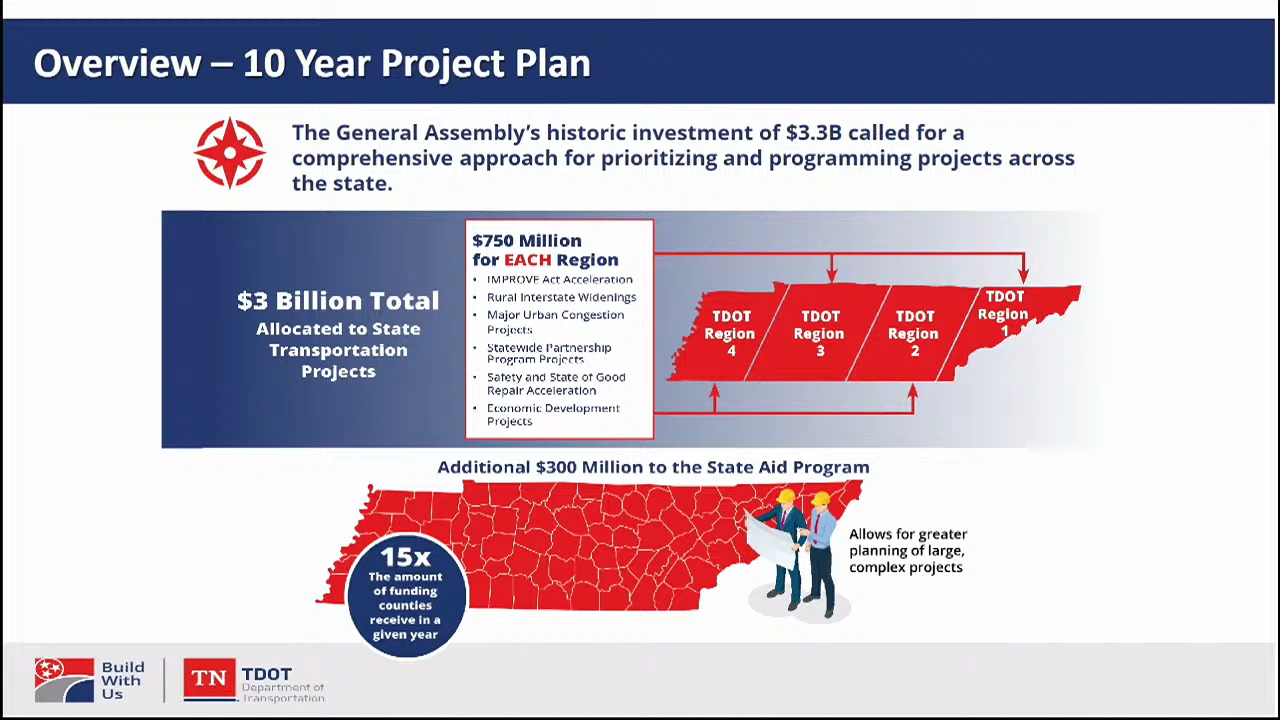 Overview – 10 Year Project Plan
The General Assembly's historic investment of $3.3B called for a
comprehensive approach for prioritizing and programming projects across
the state.
$3 Billion Total
Allocated to State
Transportation
Projects
$750 Million
for EACH Region
• IMPROVE Act Acceleration
• Rural Interstate Widenings
• Major Urban Congestion
Projects
• Statewide Partnership
Program Projects
• Safety and State of Good
Repair Acceleration
• Economic Development
Projects
TDOT
Region
4
TDOT
Region
3
TDOT
Region
2
TDOT
Region
1
Additional $300 Million to the State Aid Program
15x
The amount
of funding
counties
receive in a
given year
Allows for greater
planning of large,
complex projects
Build
With
Us
TN
TDOT
Department of
Transportation